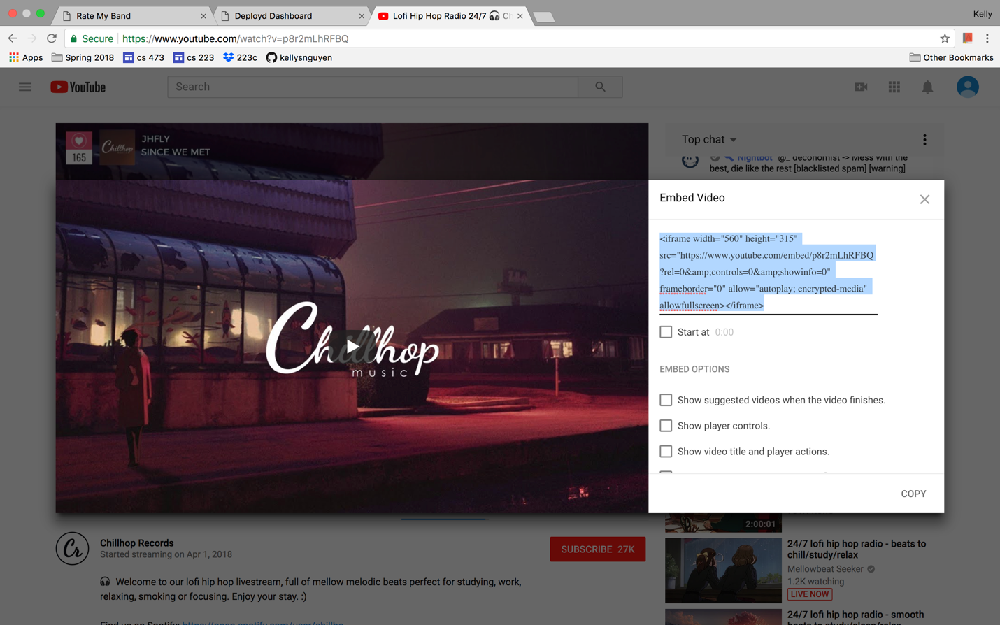 Rate My Band
Deployd Dashboard
Lofi Hip Hop Radio 24/7 🎧 Ch
Kelly
Secure
https://www.youtube.com/watch?v=p8r2mLhRFBQ
Apps
Spring 2018
cs 473
cs 223
223c
kellysnguyen
Other Bookmarks
YouTube
Search
165
Chillhop
JHFLY
SINCE WE MET
Top chat
Nightbot @_ deconomist -> Mess with the
best, die like the rest [blacklisted spam] [warning]
Chillhop
music
Embed Video
<iframe width="560" height="315"
src="https://www.youtube.com/embed/p8r2mLhRFBQ
?rel=0&amp;controls=0&amp;showinfo=0"
frameborder="0" allow="autoplay; encrypted-media"
allowfullscreen></iframe>
Start at 0:00
EMBED OPTIONS
Show suggested videos when the video finishes.
Show player controls.
Show video title and player actions.
COPY
2:00:01
Cr
Chillhop Records
Started streaming on Apr 1, 2018
SUBSCRIBE 27K
🎧 Welcome to our lofi hip hop livestream, full of mellow melodic beats perfect for studying, work,
relaxing, smoking or focusing. Enjoy your stay. :)
Find us on Spotify: https://open.spotify.com/user/chillho
24/7 lofi hip hop radio - beats to
chill/study/relax
Mellowbeat Seeker
1.2K watching
LIVE NOW
24/7 lofi hip hop radio - smooth
beats to study/sleep/relax